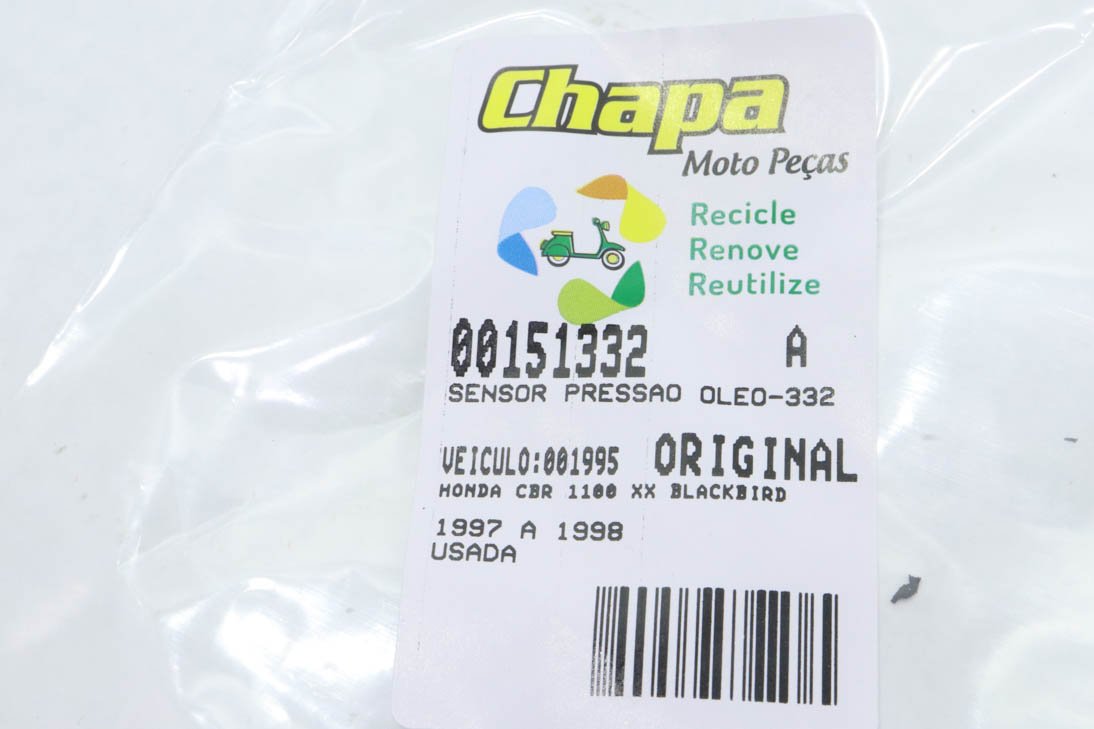 Chapa
Moto Peças
Recicle
Renove
Reutilize
00151332 A
SENSOR PRESSAO OLEO-332
VEICULO:001995 ORIGINAL
HONDA CBR 1100 XX BLACKBIRD
1997 A 1998
USADA